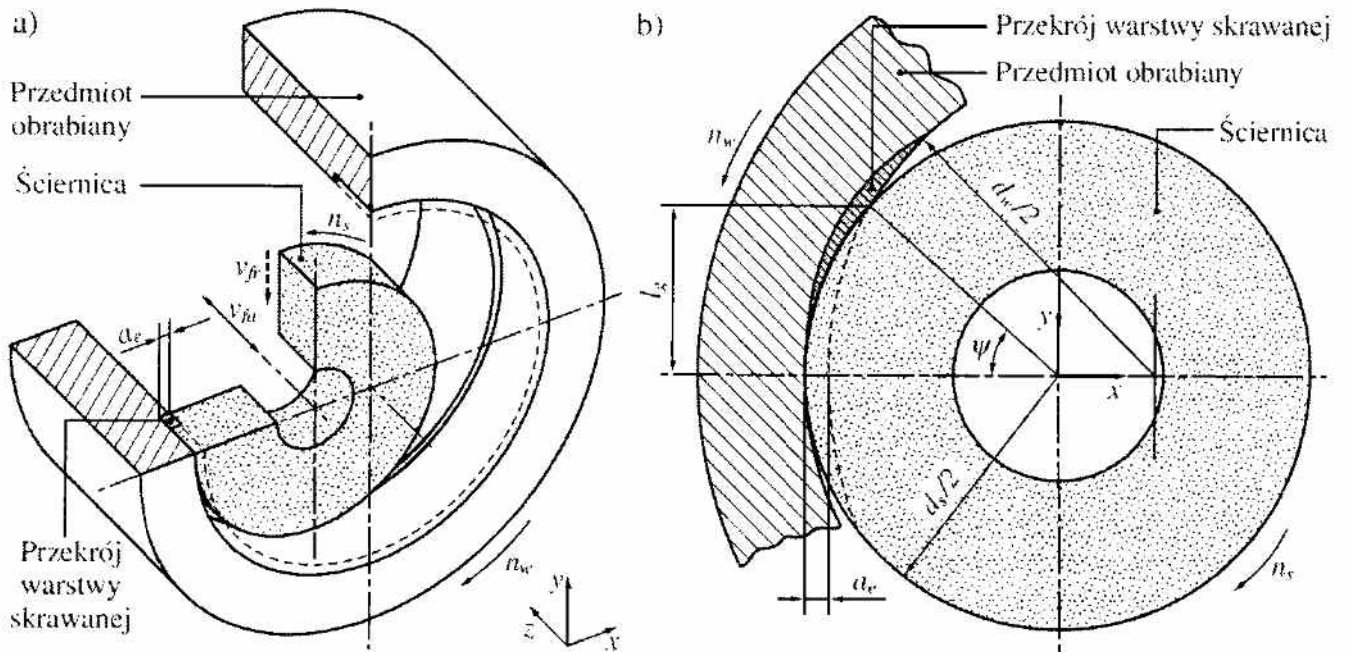 a)
Przedmiot
obrabiany
Ściernica
n_s
v_fr
v_fa
a_e
Przekrój
warstwy
skrawanej
n_w
y
z
x
b)
Przekrój warstwy skrawanej
Przedmiot obrabiany
Ściernica
n_w
d_w/2
l_s
y
ψ
x
d_s/2
a_e
n_s